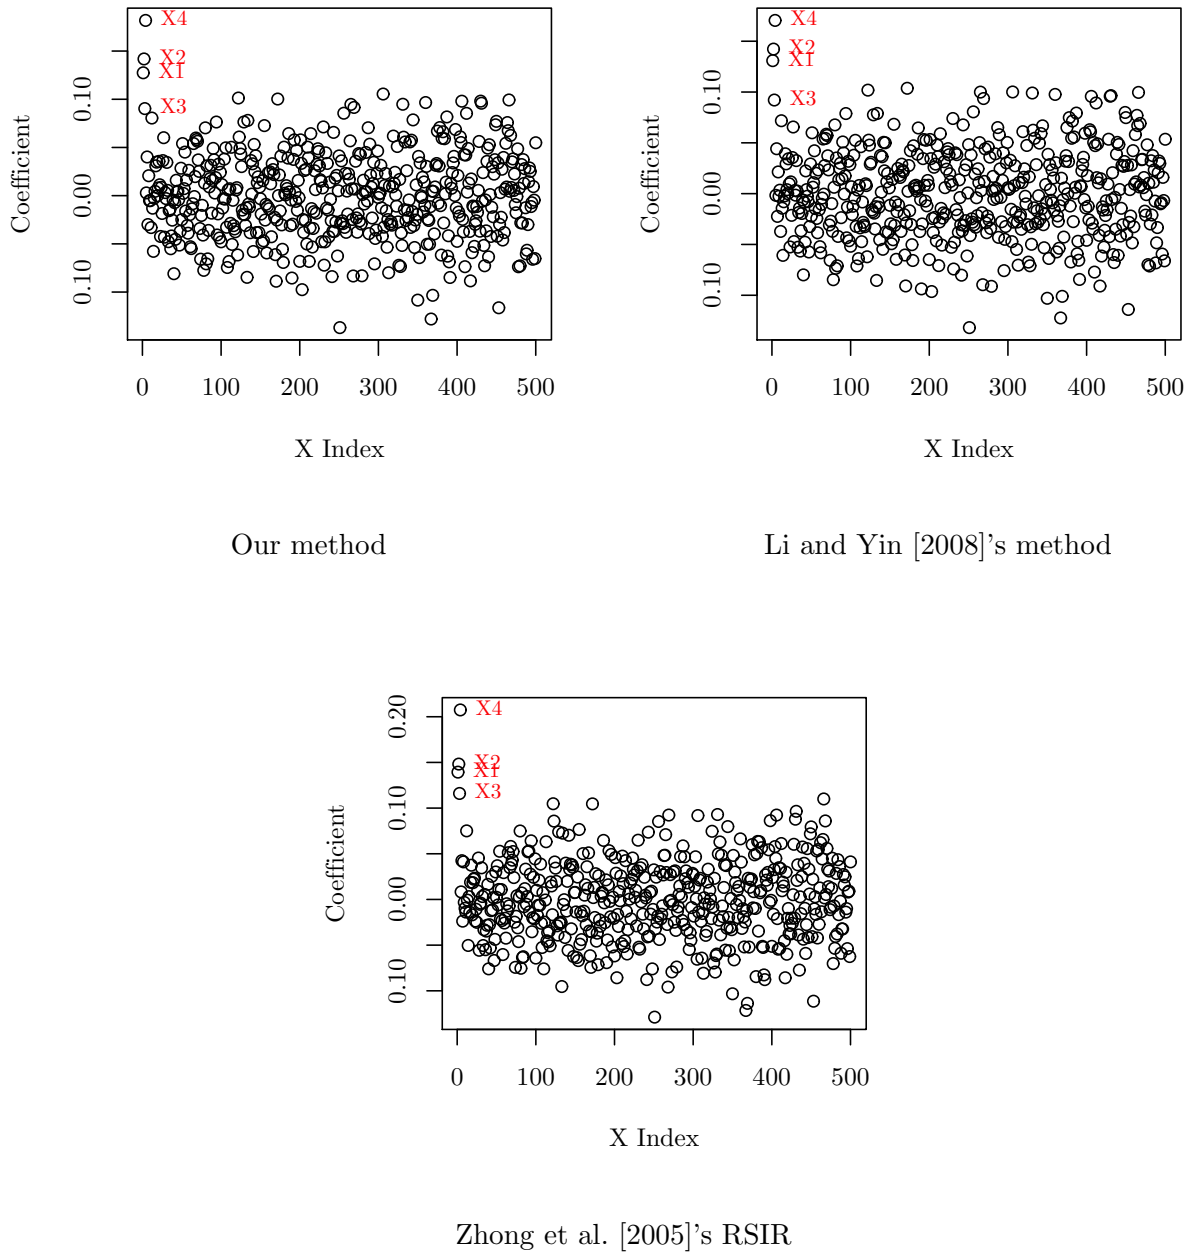 X4
X2
X1
X3
0.10
0.00
0.10
Coefficient
0 100 200 300 400 500
X Index
Our method
X4
X2
X1
X3
0.10
0.00
0.10
Coefficient
0 100 200 300 400 500
X Index
Li and Yin [2008]'s method
X4
X2
X1
X3
0.20
0.10
0.00
0.10
Coefficient
0 100 200 300 400 500
X Index
Zhong et al. [2005]'s RSIR